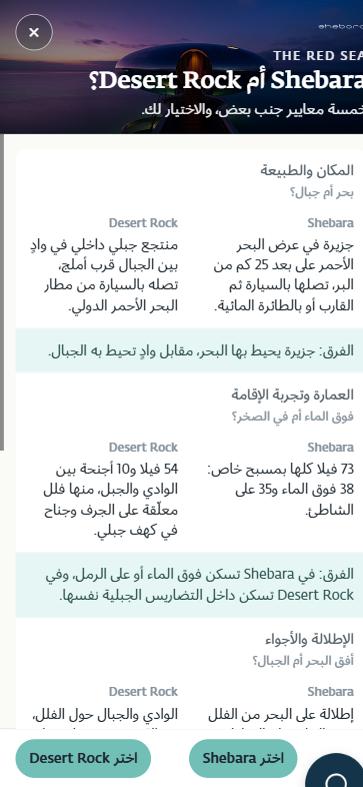 shebara
THE RED SEA
Shebara أم Desert Rock؟
خمسة معايير جنب بعض، والاختيار لك.
المكان والطبيعة
بحر أم جبال؟
Shebara
جزيرة في عرض البحر
الأحمر على بعد 25 كم من
البر، تصلها بالسيارة ثم
القارب أو بالطائرة المائية.
Desert Rock
منتجع جبلي داخلي في وادٍ
بين الجبال قرب أملج،
تصله بالسيارة من مطار
البحر الأحمر الدولي.
الفرق: جزيرة يحيط بها البحر، مقابل وادٍ تحيط به الجبال.
العمارة وتجربة الإقامة
فوق الماء أم في الصخر؟
Shebara
73 فيلا كلها بمسبح خاص:
38 فوق الماء و35 على
الشاطئ.
Desert Rock
54 فيلا و10 أجنحة بين
الوادي والجبل، منها فلل
معلّقة على الجرف وجناح
في كهف جبلي.
الفرق: في Shebara تسكن فوق الماء أو على الرمل، وفي
Desert Rock تسكن داخل التضاريس الجبلية نفسها.
الإطلالة والأجواء
أفق البحر أم الجبال؟
Shebara
إطلالة على البحر من الفلل
Desert Rock
الوادي والجبال حول الفلل،
اختر Shebara
اختر Desert Rock